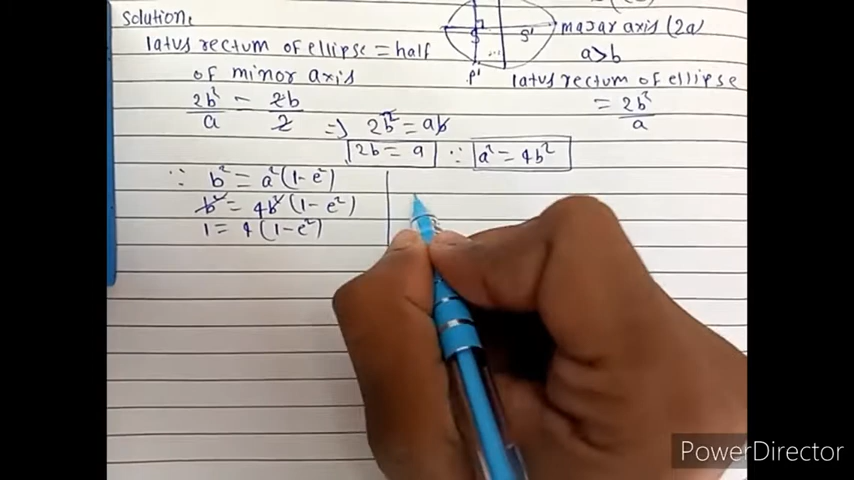 Solution,
major axis (2a)
S S'
a>b
P'
latus rectum of ellipse = half
of minor axis
latus rectum of ellipse
= 2b²/a
2b²/a = 2b/2 => 2b² = ab
2b = a ∵ a² = 4b²
∵ b² = a²(1-e²)
b² = 4b²(1-e²)
1 = 4(1-e²)
PowerDirector